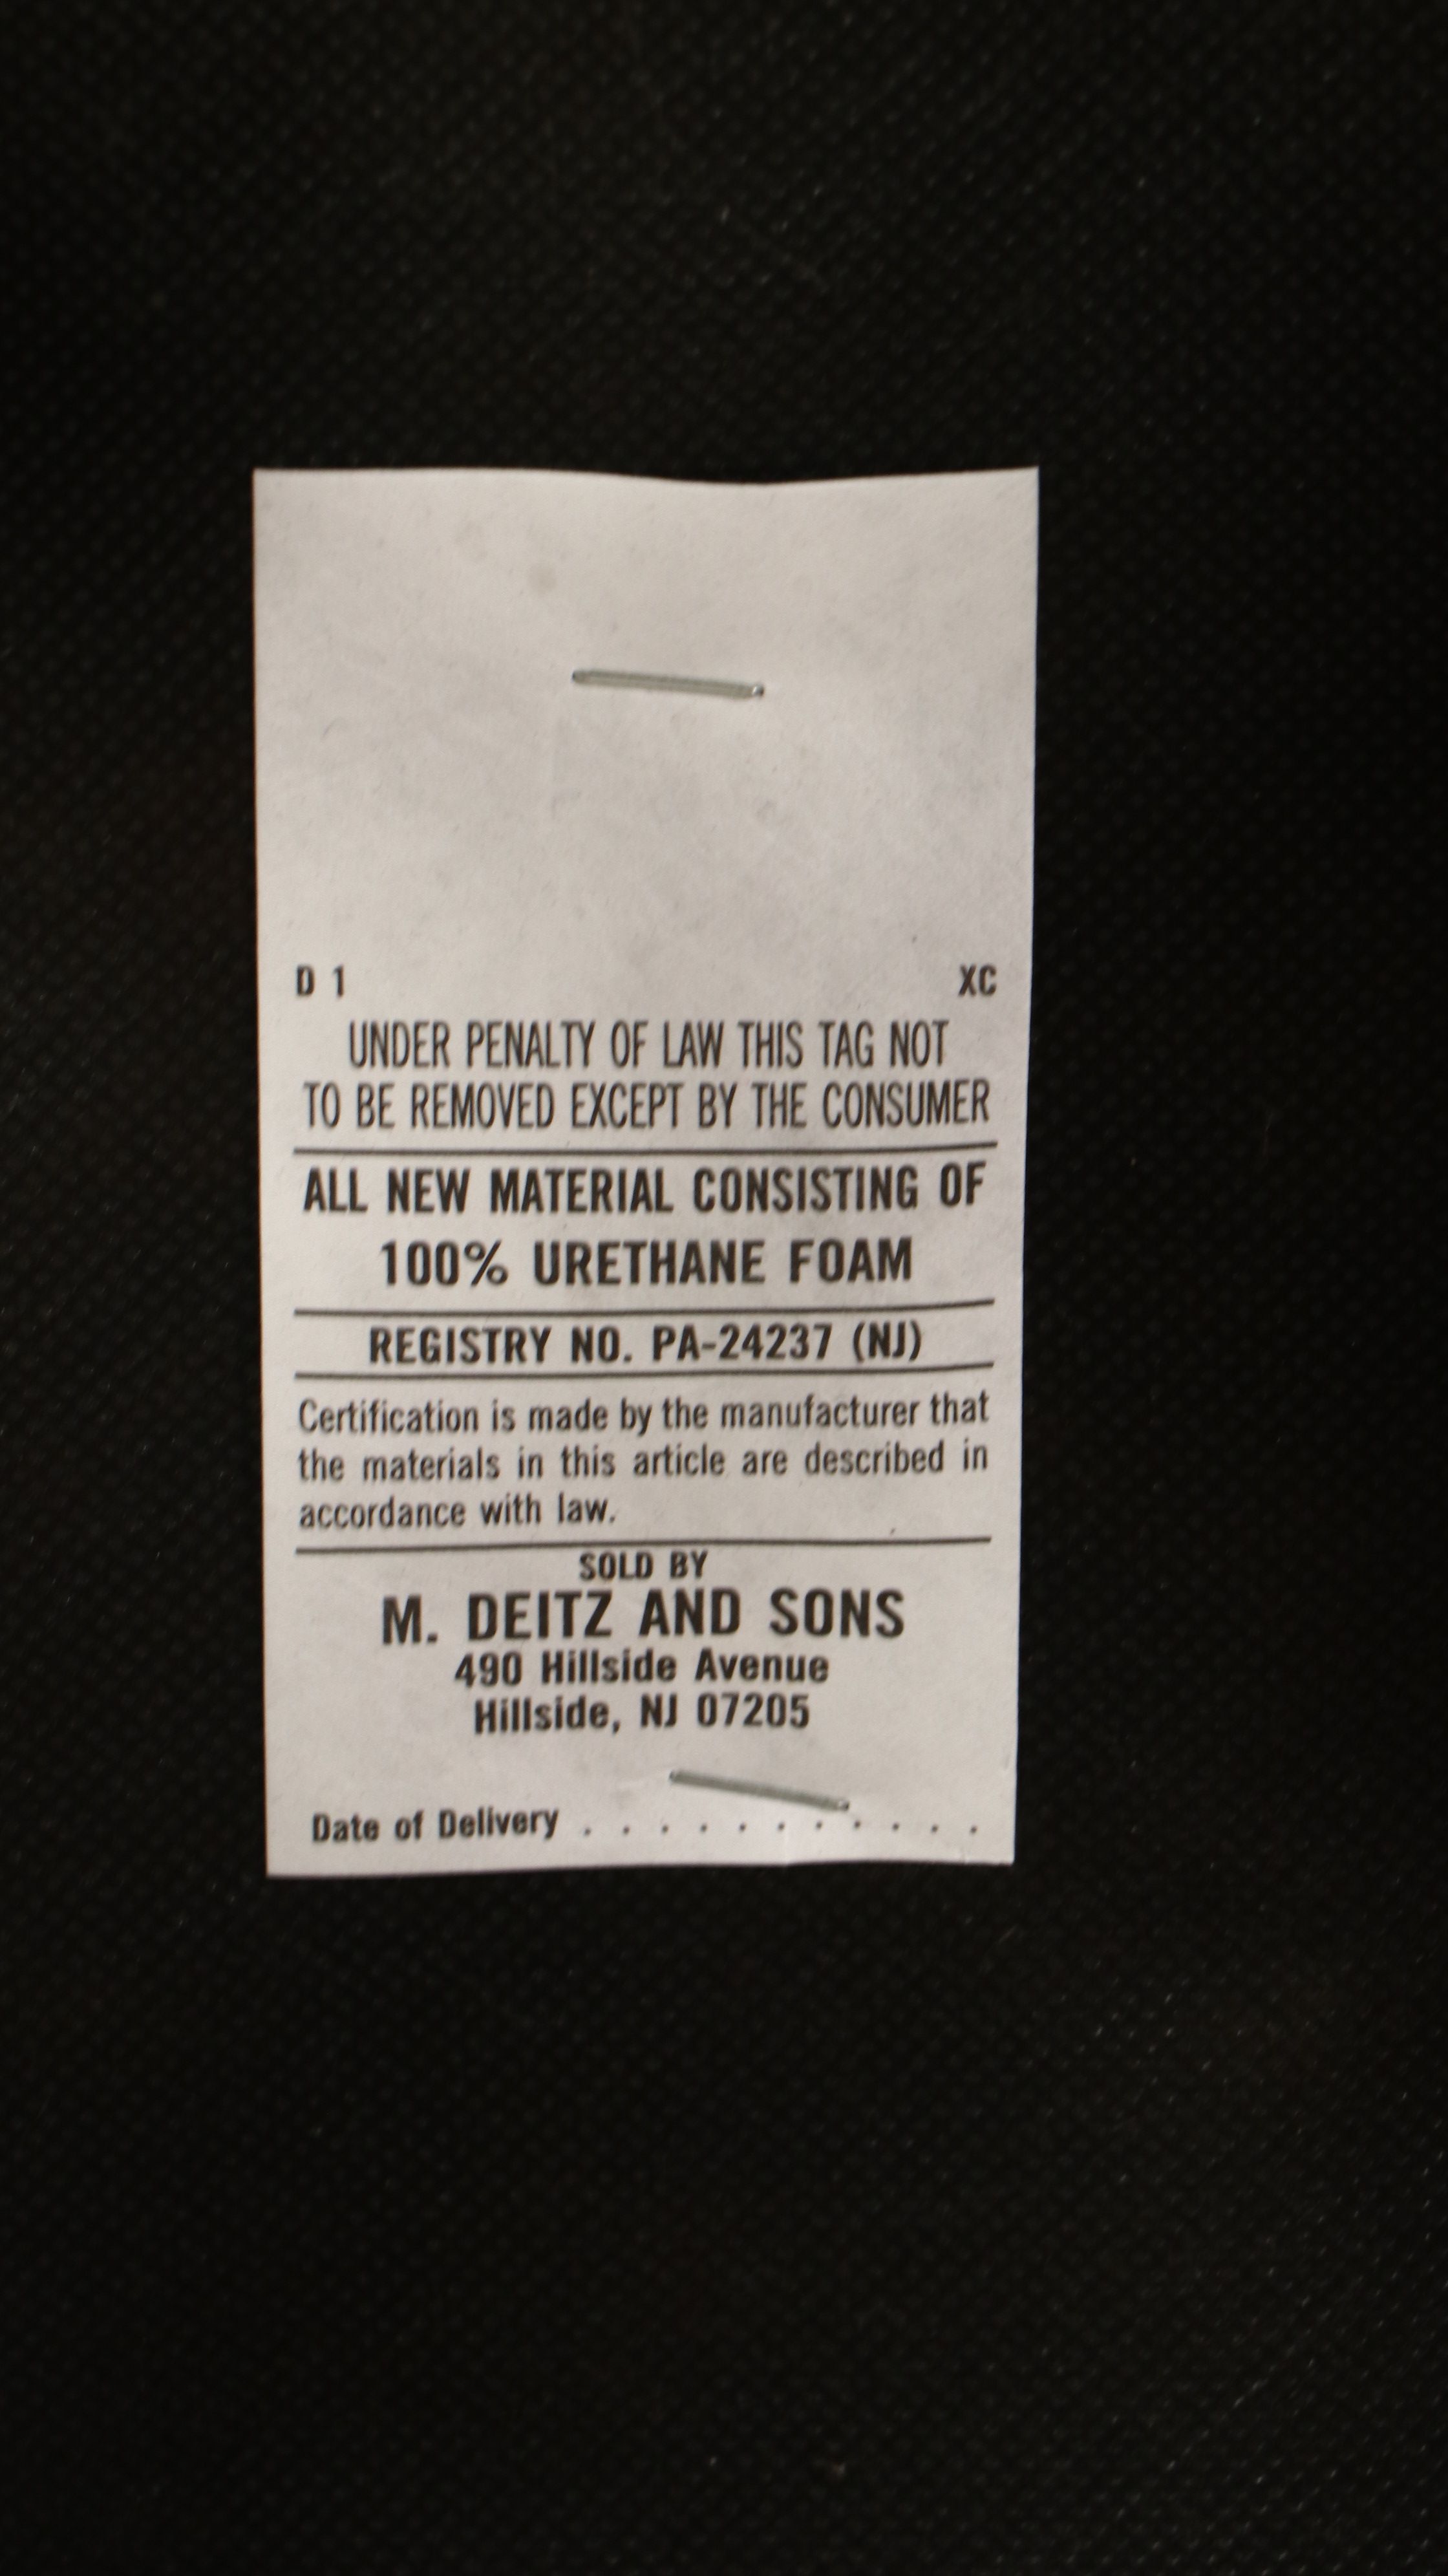 D 1 XC
UNDER PENALTY OF LAW THIS TAG NOT
TO BE REMOVED EXCEPT BY THE CONSUMER
ALL NEW MATERIAL CONSISTING OF
100% URETHANE FOAM
REGISTRY NO. PA-24237 (NJ)
Certification is made by the manufacturer that
the materials in this article are described in
accordance with law.
SOLD BY
M. DEITZ AND SONS
490 Hillside Avenue
Hillside, NJ 07205
Date of Delivery . . . . . . . . . . .